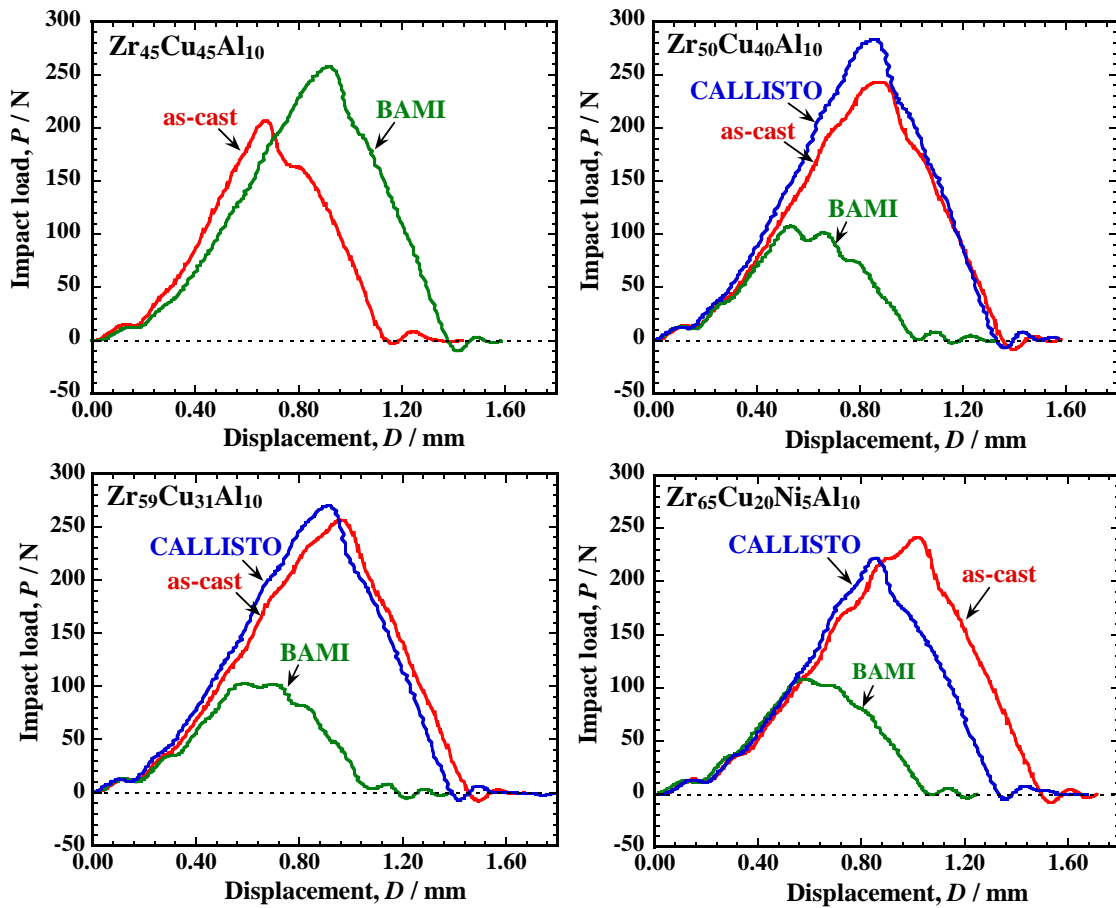 Zr₄₅Cu₄₅Al₁₀
as-cast
BAMI
Impact load, P / N
300
250
200
150
100
50
0
-50
0.00 0.40 0.80 1.20 1.60
Displacement, D / mm
Zr₅₀Cu₄₀Al₁₀
CALLISTO
as-cast
BAMI
Impact load, P / N
300
250
200
150
100
50
0
-50
0.00 0.40 0.80 1.20 1.60
Displacement, D / mm
Zr₅₉Cu₃₁Al₁₀
CALLISTO
as-cast
BAMI
Impact load, P / N
300
250
200
150
100
50
0
-50
0.00 0.40 0.80 1.20 1.60
Displacement, D / mm
Zr₆₅Cu₂₀Ni₅Al₁₀
CALLISTO
as-cast
BAMI
Impact load, P / N
300
250
200
150
100
50
0
-50
0.00 0.40 0.80 1.20 1.60
Displacement, D / mm